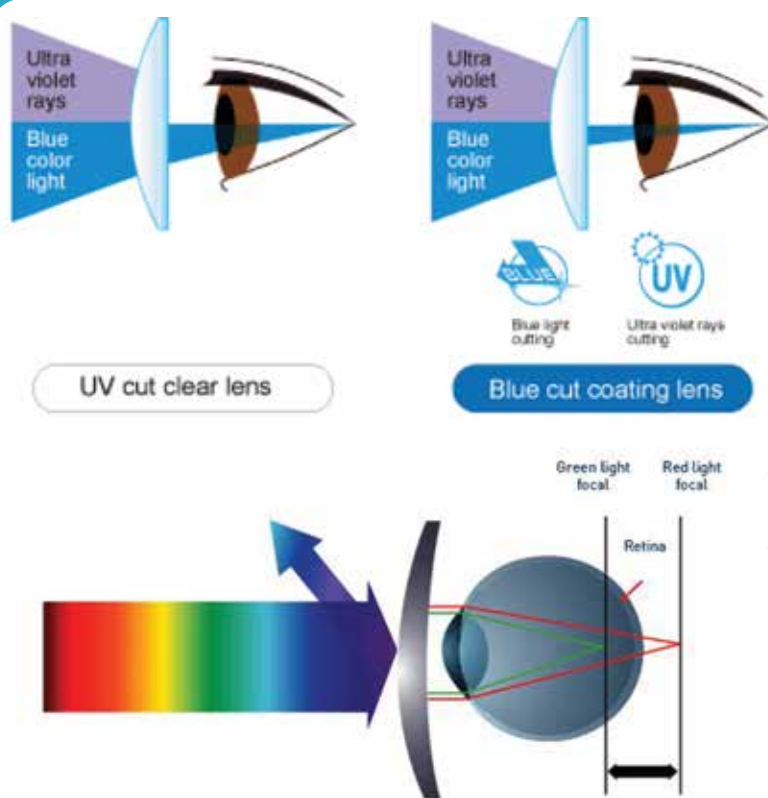 Ultra
violet
rays
Blue
color
light
Ultra
violet
rays
Blue
color
light
BLUE
Blue light
cutting
UV
Ultra violet rays
cutting
UV cut clear lens
Blue cut coating lens
Green light
focal
Red light
focal
Retina